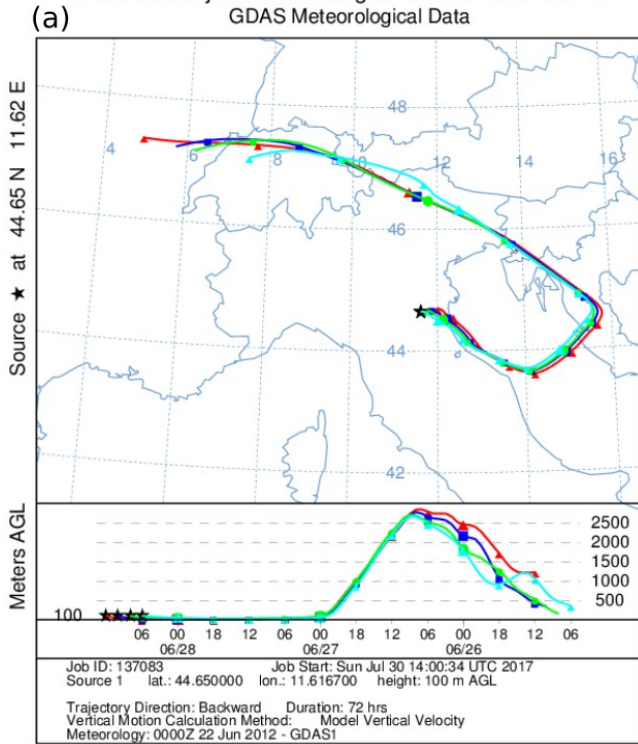 (a)
GDAS Meteorological Data
Source ★ at 44.65 N 11.62 E
48
4
6
8
10
12
14
16
46
44
42
Meters AGL
2500
2000
1500
1000
500
100
06 00 18 12 06 00 18 12 06 00 18 12 06
06/28 06/27 06/26
Job ID: 137083 Job Start: Sun Jul 30 14:00:34 UTC 2017
Source 1 lat.: 44.650000 lon.: 11.616700 height: 100 m AGL
Trajectory Direction: Backward Duration: 72 hrs
Vertical Motion Calculation Method: Model Vertical Velocity
Meteorology: 0000Z 22 Jun 2012 - GDAS1